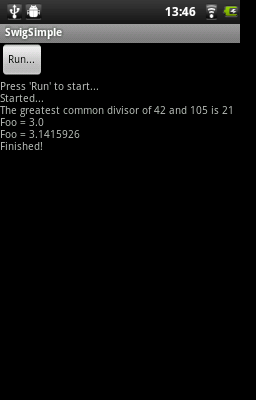 13:46
SwigSimple
Run...
Press 'Run' to start...
Started...
The greatest common divisor of 42 and 105 is 21
Foo = 3.0
Foo = 3.1415926
Finished!